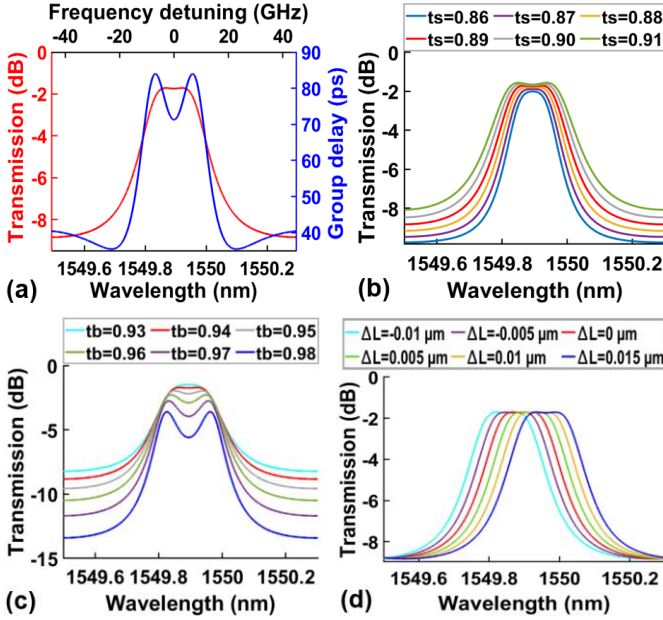 Frequency detuning (GHz)
-40 -20 0 20 40
Transmission (dB)
0
-2
-4
-6
-8
Group delay (ps)
90
80
70
60
50
40
1549.6 1549.8 1550 1550.2
Wavelength (nm)
(a)
ts=0.86 ts=0.87 ts=0.88
ts=0.89 ts=0.90 ts=0.91
Transmission (dB)
0
-2
-4
-6
-8
1549.6 1549.8 1550 1550.2
Wavelength (nm)
(b)
tb=0.93 tb=0.94 tb=0.95
tb=0.96 tb=0.97 tb=0.98
Transmission (dB)
0
-5
-10
-15
1549.6 1549.8 1550 1550.2
Wavelength (nm)
(c)
ΔL=-0.01 μm ΔL=-0.005 μm ΔL=0 μm
ΔL=0.005 μm ΔL=0.01 μm ΔL=0.015 μm
Transmission (dB)
0
-2
-4
-6
-8
1549.6 1549.8 1550 1550.2
Wavelength (nm)
(d)